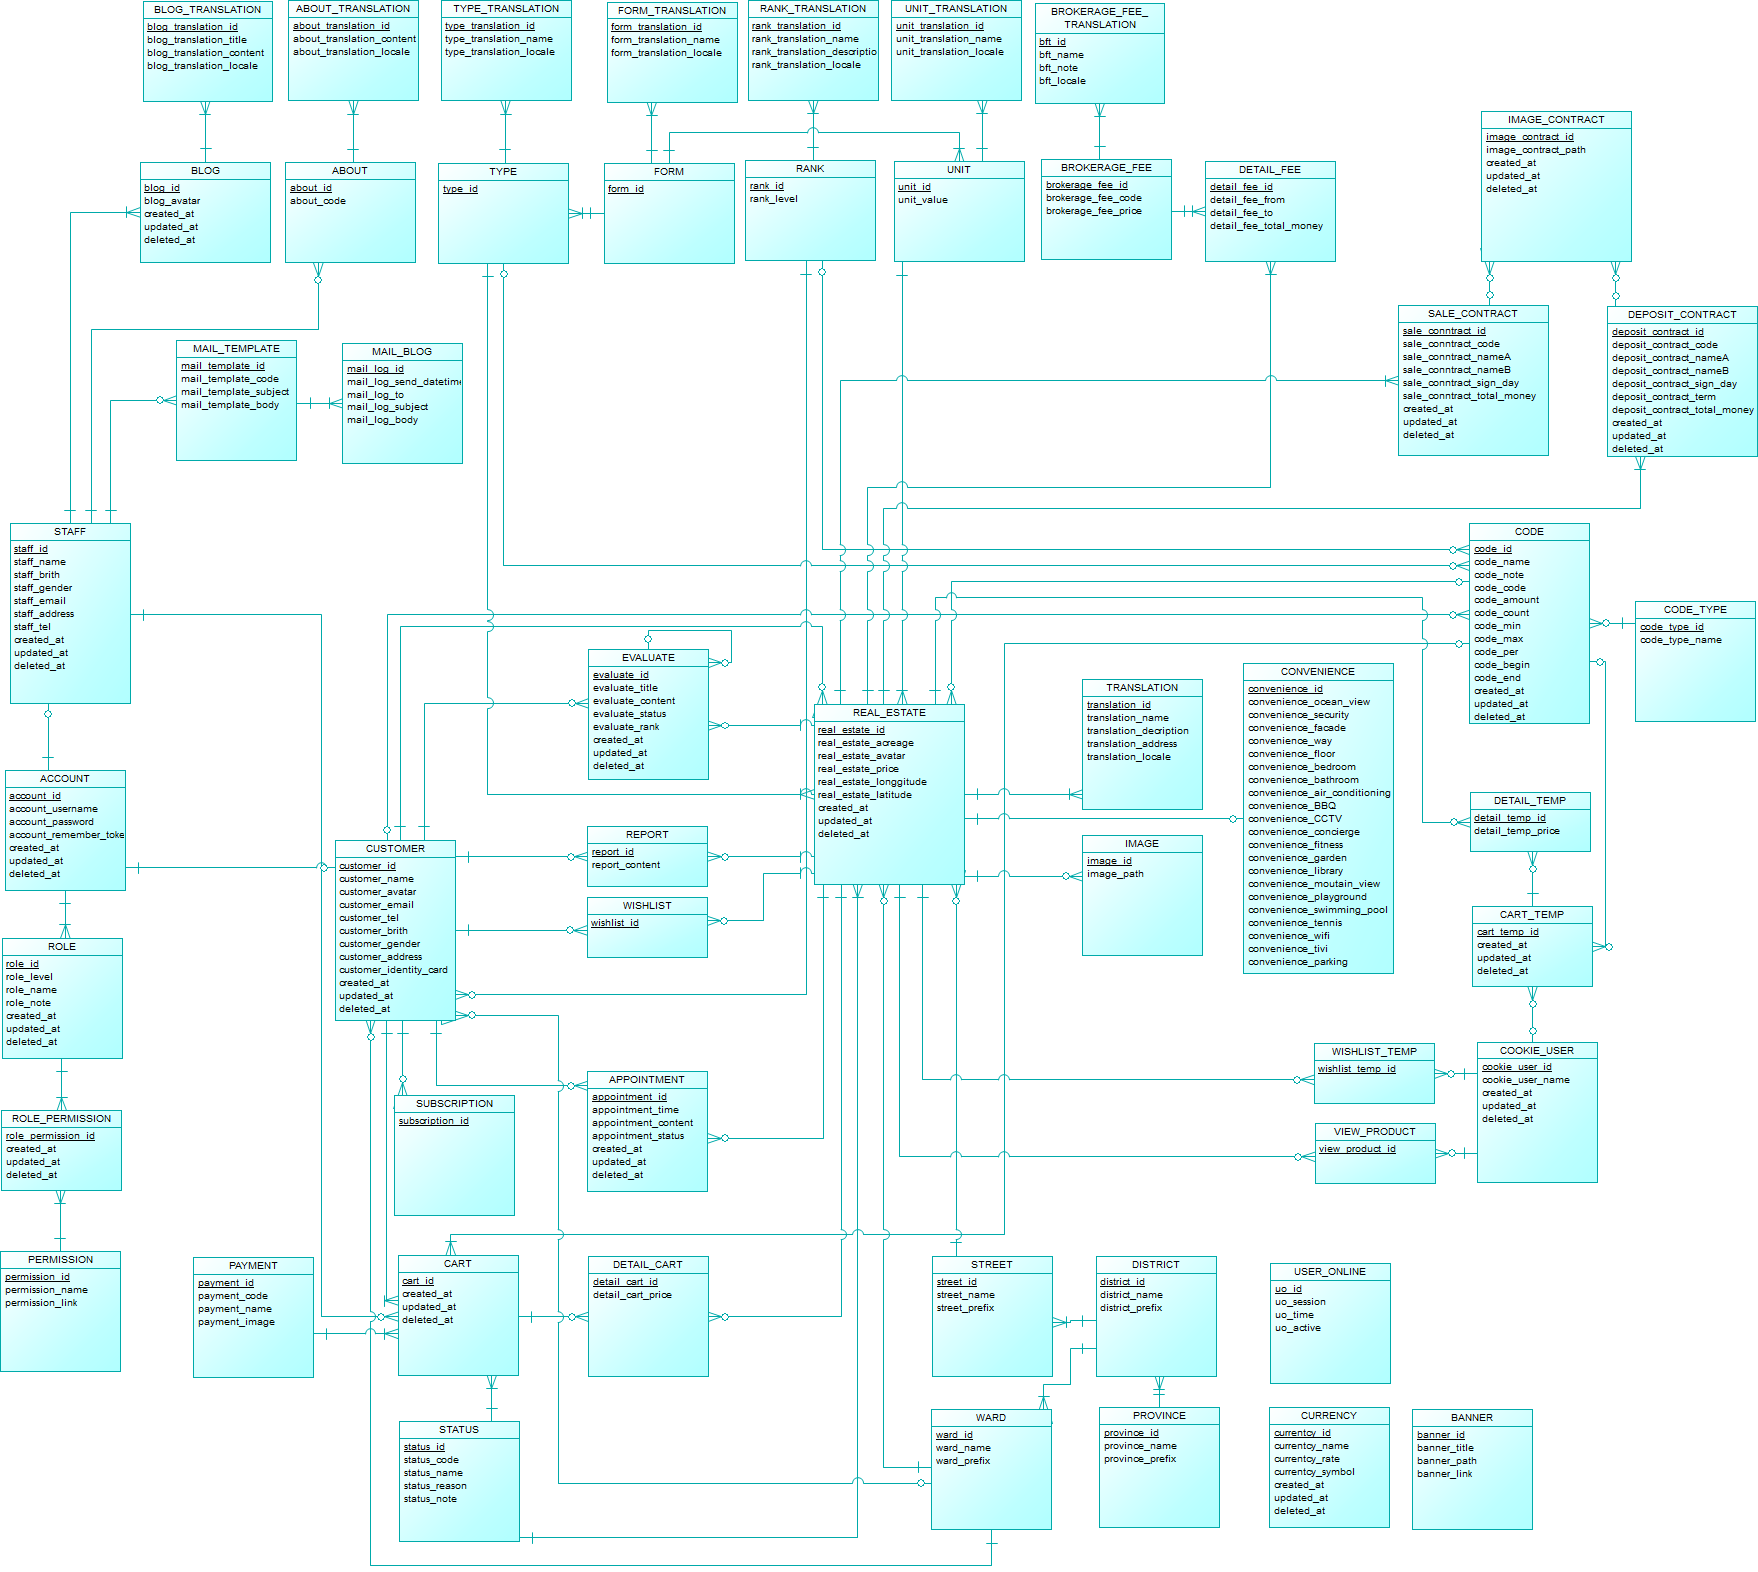 BLOG_TRANSLATION
blog_translation_id
blog_translation_title
blog_translation_content
blog_translation_locale
ABOUT_TRANSLATION
about_translation_id
about_translation_content
about_translation_locale
TYPE_TRANSLATION
type_translation_id
type_translation_name
type_translation_locale
FORM_TRANSLATION
form_translation_id
form_translation_name
form_translation_locale
RANK_TRANSLATION
rank_translation_id
rank_translation_name
rank_translation_descriptio
rank_translation_locale
UNIT_TRANSLATION
unit_translation_id
unit_translation_name
unit_translation_locale
BROKERAGE_FEE_
TRANSLATION
bft_id
bft_name
bft_note
bft_locale
IMAGE_CONTRACT
image_contract_id
image_contract_path
created_at
updated_at
deleted_at
BLOG
blog_id
blog_avatar
created_at
updated_at
deleted_at
ABOUT
about_id
about_code
TYPE
type_id
FORM
form_id
RANK
rank_id
rank_level
UNIT
unit_id
unit_value
BROKERAGE_FEE
brokerage_fee_id
brokerage_fee_code
brokerage_fee_price
DETAIL_FEE
detail_fee_id
detail_fee_from
detail_fee_to
detail_fee_total_money
SALE_CONTRACT
sale_conntract_id
sale_conntract_code
sale_conntract_nameA
sale_conntract_nameB
sale_conntract_sign_day
sale_conntract_total_money
created_at
updated_at
deleted_at
DEPOSIT_CONTRACT
deposit_contract_id
deposit_contract_code
deposit_contract_nameA
deposit_contract_nameB
deposit_contract_sign_day
deposit_contract_term
deposit_contract_total_money
created_at
updated_at
deleted_at
MAIL_TEMPLATE
mail_template_id
mail_template_code
mail_template_subject
mail_template_body
MAIL_BLOG
mail_log_id
mail_log_send_datetime
mail_log_to
mail_log_subject
mail_log_body
STAFF
staff_id
staff_name
staff_brith
staff_gender
staff_email
staff_address
staff_tel
created_at
updated_at
deleted_at
CODE
code_id
code_name
code_note
code_code
code_amount
code_count
code_min
code_max
code_per
code_begin
code_end
created_at
updated_at
deleted_at
CODE_TYPE
code_type_id
code_type_name
EVALUATE
evaluate_id
evaluate_title
evaluate_content
evaluate_status
evaluate_rank
created_at
updated_at
deleted_at
REAL_ESTATE
real_estate_id
real_estate_acreage
real_estate_avatar
real_estate_price
real_estate_longgitude
real_estate_latitude
created_at
updated_at
deleted_at
TRANSLATION
translation_id
translation_name
translation_decription
translation_address
translation_locale
CONVENIENCE
convenience_id
convenience_ocean_view
convenience_security
convenience_facade
convenience_way
convenience_floor
convenience_bedroom
convenience_bathroom
convenience_air_conditioning
convenience_BBQ
convenience_CCTV
convenience_concierge
convenience_fitness
convenience_garden
convenience_library
convenience_moutain_view
convenience_playground
convenience_swimming_pool
convenience_tennis
convenience_wifi
convenience_tivi
convenience_parking
ACCOUNT
account_id
account_username
account_password
account_remember_toke
created_at
updated_at
deleted_at
CUSTOMER
customer_id
customer_name
customer_avatar
customer_email
customer_tel
customer_brith
customer_gender
customer_address
customer_identity_card
created_at
updated_at
deleted_at
REPORT
report_id
report_content
WISHLIST
wishlist_id
IMAGE
image_id
image_path
DETAIL_TEMP
detail_temp_id
detail_temp_price
CART_TEMP
cart_temp_id
created_at
updated_at
deleted_at
ROLE
role_id
role_level
role_name
role_note
created_at
updated_at
deleted_at
WISHLIST_TEMP
wishlist_temp_id
COOKIE_USER
cookie_user_id
cookie_user_name
created_at
updated_at
deleted_at
VIEW_PRODUCT
view_product_id
ROLE_PERMISSION
role_permission_id
created_at
updated_at
deleted_at
SUBSCRIPTION
subscription_id
APPOINTMENT
appointment_id
appointment_time
appointment_content
appointment_status
created_at
updated_at
deleted_at
PERMISSION
permission_id
permission_name
permission_link
PAYMENT
payment_id
payment_code
payment_name
payment_image
CART
cart_id
created_at
updated_at
deleted_at
DETAIL_CART
detail_cart_id
detail_cart_price
STREET
street_id
street_name
street_prefix
DISTRICT
district_id
district_name
district_prefix
USER_ONLINE
uo_id
uo_session
uo_time
uo_active
STATUS
status_id
status_code
status_name
status_reason
status_note
WARD
ward_id
ward_name
ward_prefix
PROVINCE
province_id
province_name
province_prefix
CURRENCY
currentcy_id
currentcy_name
currentcy_rate
currentcy_symbol
created_at
updated_at
deleted_at
BANNER
banner_id
banner_title
banner_path
banner_link